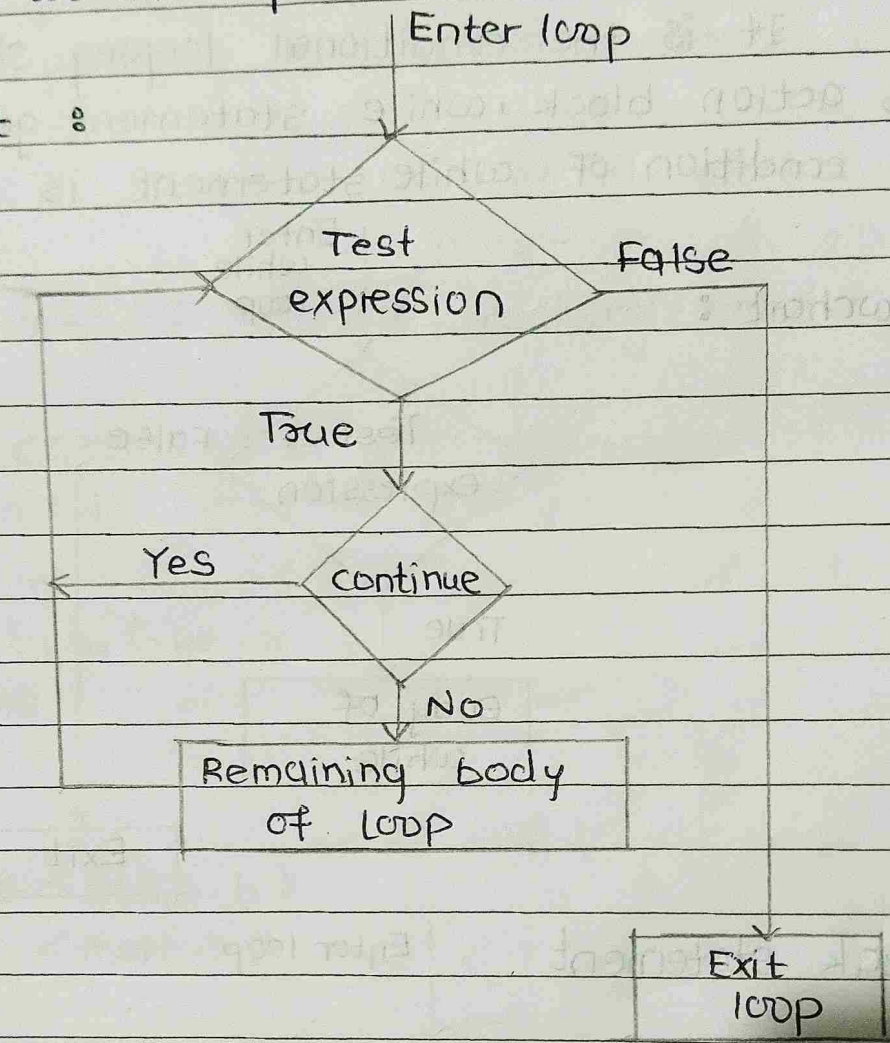 Enter loop
:
Test
expression
False
True
Yes
continue
No
Remaining body
of loop
Exit
loop